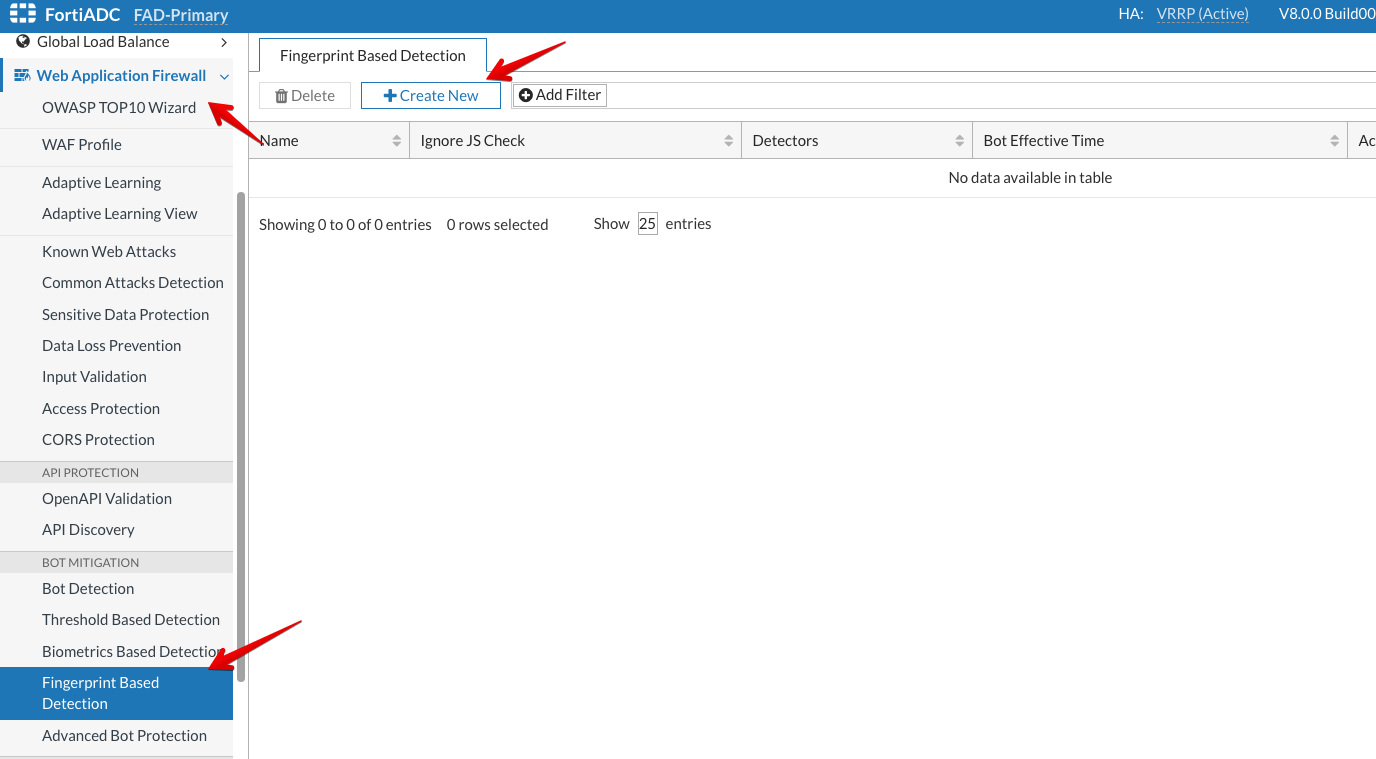 FortiADC FAD-Primary HA: VRRP (Active) V8.0.0 Build00
Global Load Balance
Web Application Firewall
OWASP TOP10 Wizard
WAF Profile
Adaptive Learning
Adaptive Learning View
Known Web Attacks
Common Attacks Detection
Sensitive Data Protection
Data Loss Prevention
Input Validation
Access Protection
CORS Protection
API PROTECTION
OpenAPI Validation
API Discovery
BOT MITIGATION
Bot Detection
Threshold Based Detection
Biometrics Based Detection
Fingerprint Based
Detection
Advanced Bot Protection
Fingerprint Based Detection
Delete Create New Add Filter
Name Ignore JS Check Detectors Bot Effective Time Ac
No data available in table
Showing 0 to 0 of 0 entries 0 rows selected Show 25 entries